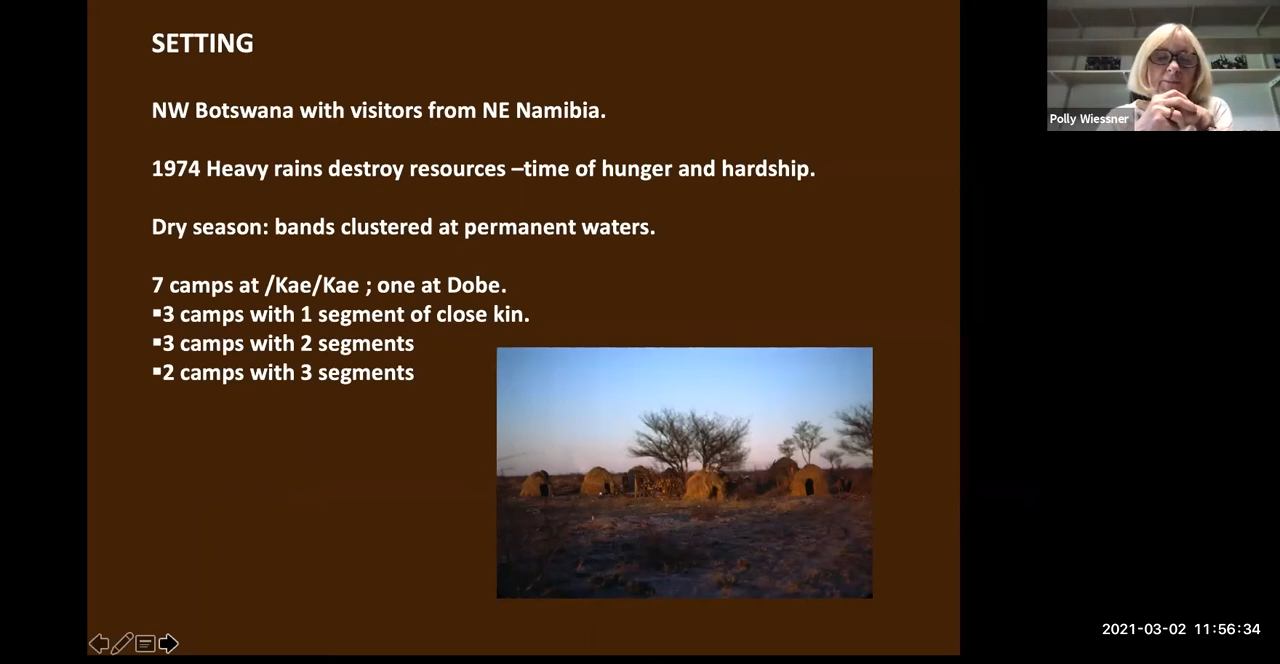 SETTING
NW Botswana with visitors from NE Namibia.
1974 Heavy rains destroy resources –time of hunger and hardship.
Dry season: bands clustered at permanent waters.
7 camps at /Kae/Kae ; one at Dobe.
▪3 camps with 1 segment of close kin.
▪3 camps with 2 segments
▪2 camps with 3 segments
Polly Wiessner
2021-03-02 11:56:34